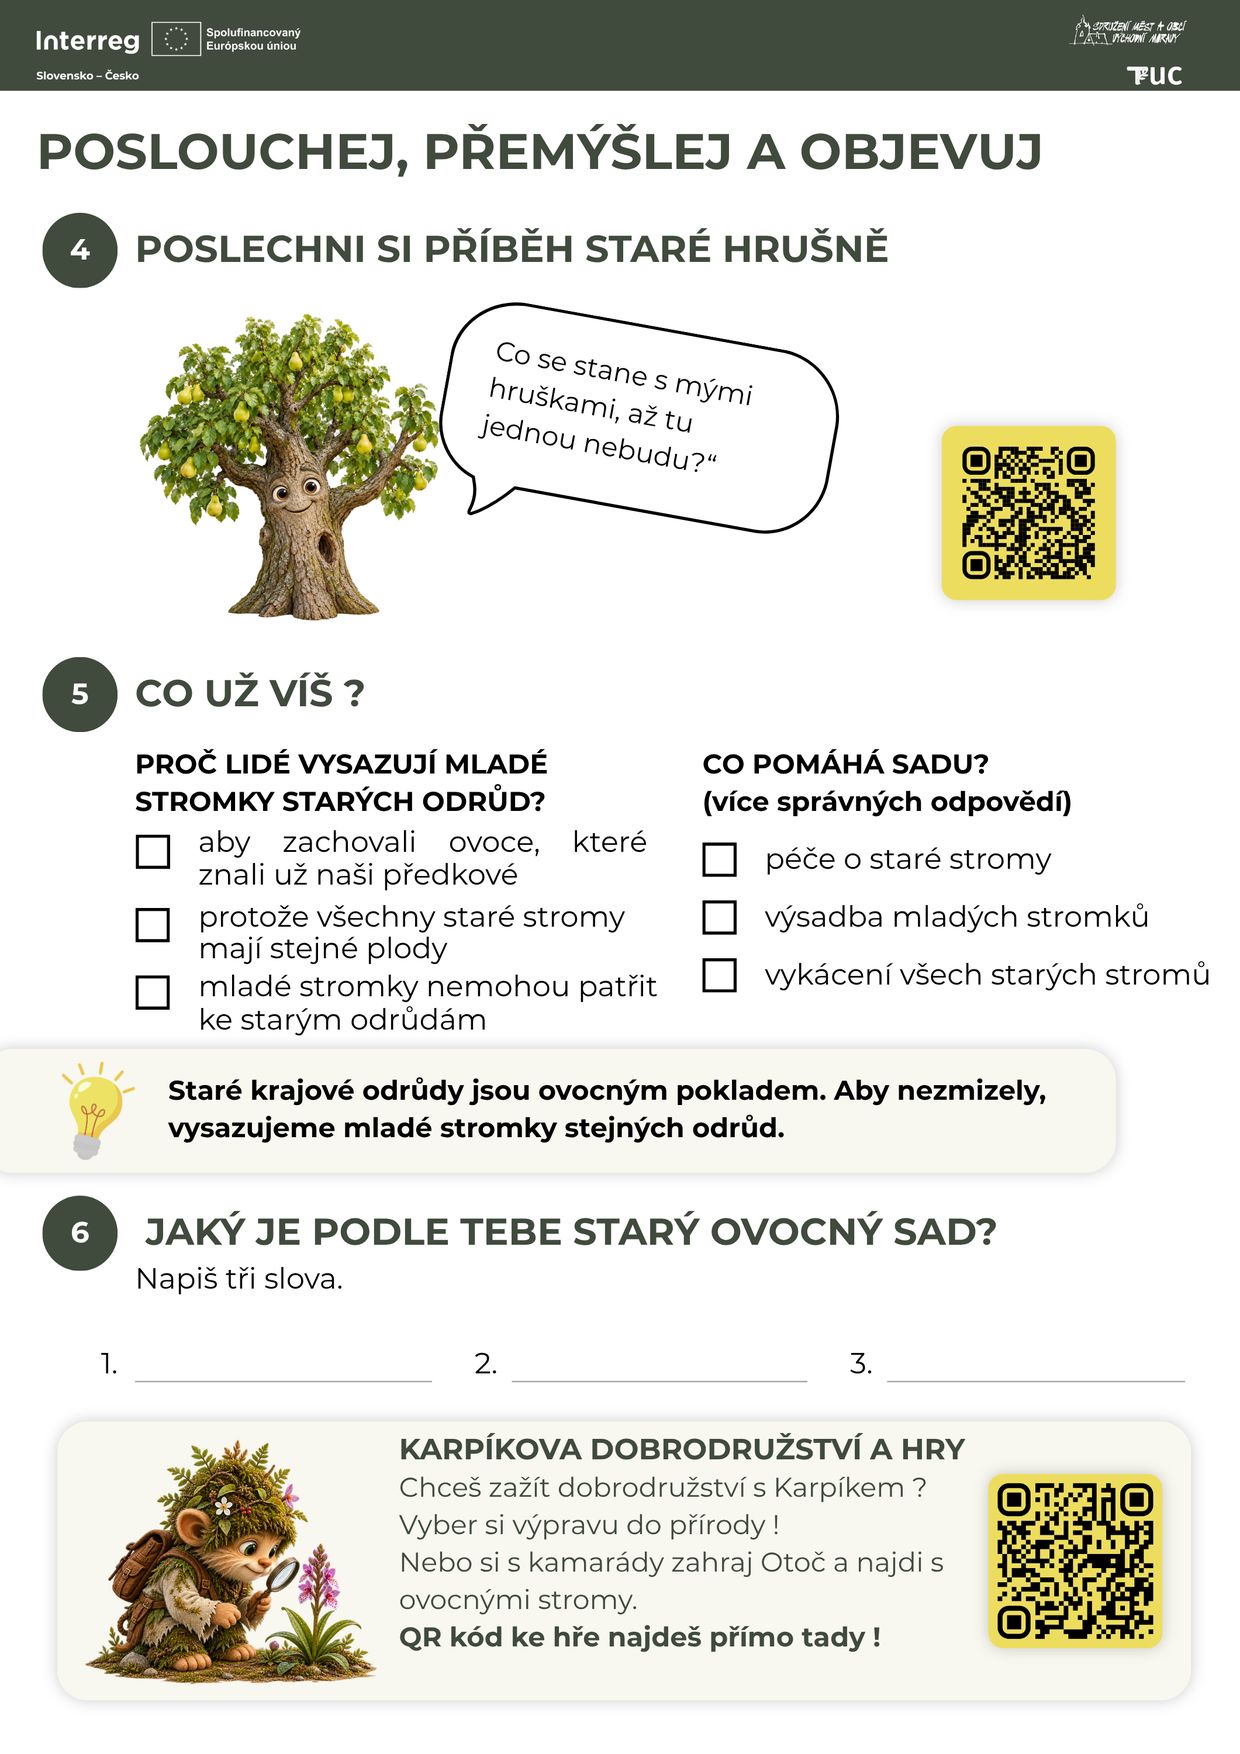 Interreg
Spolufinancovaný
Európskou úniou
Slovensko – Česko
SDRUŽENÍ MĚST A OBCÍ
VÝCHODNÍ MORAVY
TUC
POSLOUCHEJ, PŘEMÝŠLEJ A OBJEVUJ
4 POSLECHNI SI PŘÍBĚH STARÉ HRUŠNĚ
Co se stane s mými
hruškami, až tu
jednou nebudu?“
5 CO UŽ VÍŠ ?
PROČ LIDÉ VYSAZUJÍ MLADÉ
STROMKY STARÝCH ODRŮD?
aby zachovali ovoce, které
znali už naši předkové
protože všechny staré stromy
mají stejné plody
mladé stromky nemohou patřit
ke starým odrůdám
CO POMÁHÁ SADU?
(více správných odpovědí)
péče o staré stromy
výsadba mladých stromků
vykácení všech starých stromů
Staré krajové odrůdy jsou ovocným pokladem. Aby nezmizely,
vysazujeme mladé stromky stejných odrůd.
6 JAKÝ JE PODLE TEBE STARÝ OVOCNÝ SAD?
Napiš tři slova.
1. 2. 3.
KARPÍKOVA DOBRODRUŽSTVÍ A HRY
Chceš zažít dobrodružství s Karpíkem ?
Vyber si výpravu do přírody !
Nebo si s kamarády zahraj Otoč a najdi s
ovocnými stromy.
QR kód ke hře najdeš přímo tady !